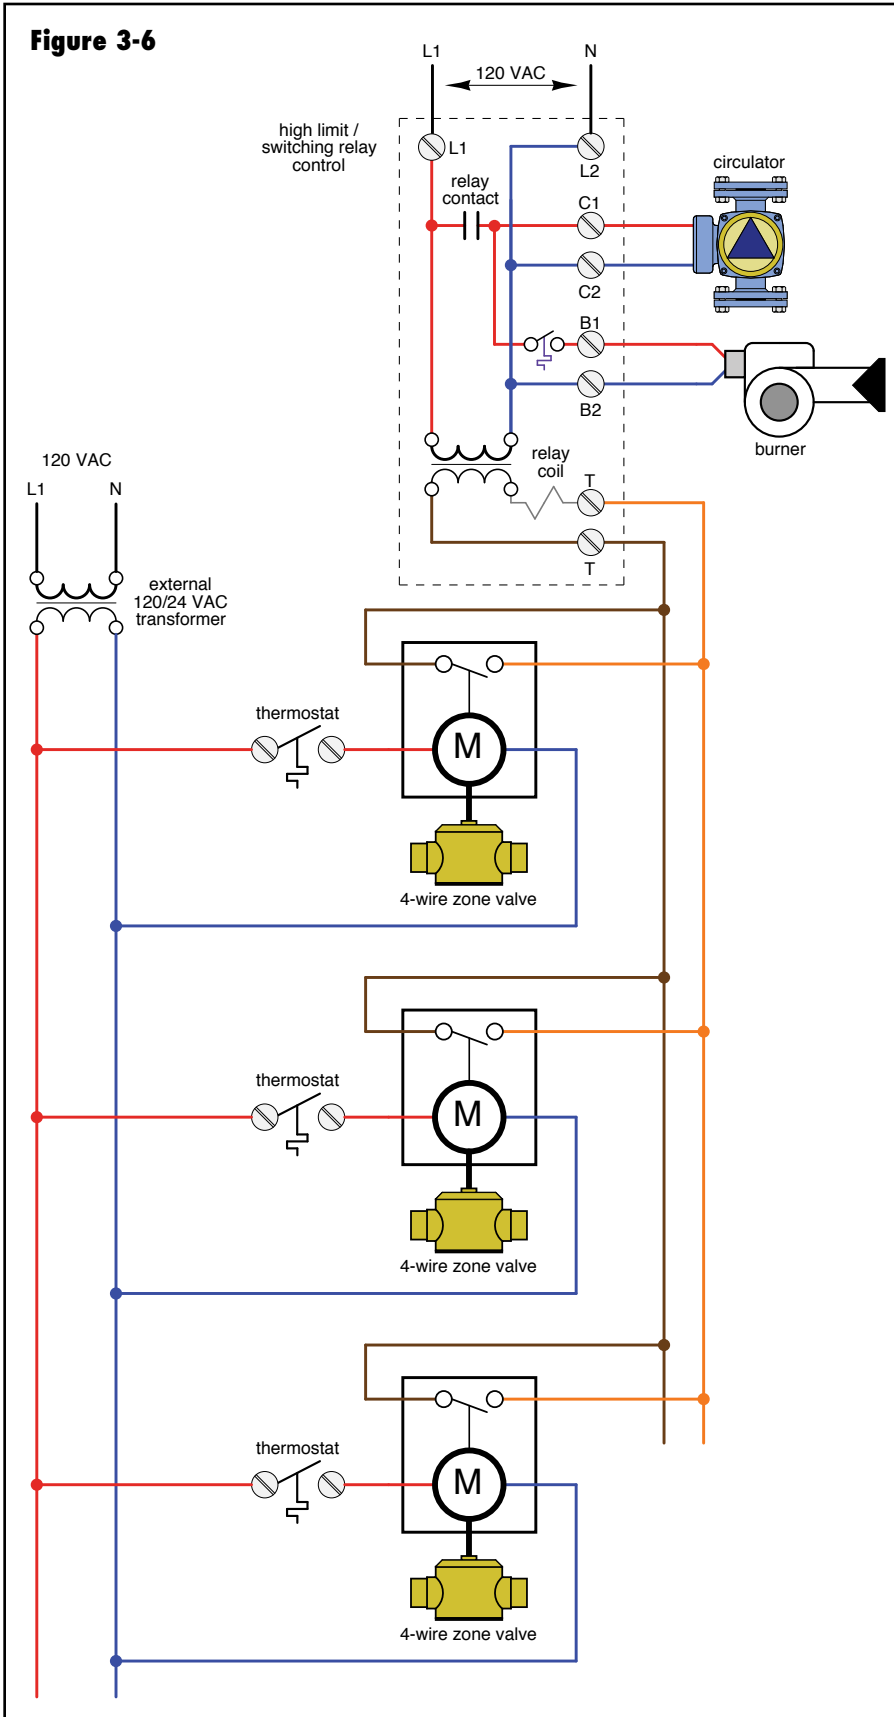 Figure 3-6
L1
N
120 VAC
high limit /
switching relay
control
L1
L2
relay
contact
circulator
C1
C2
B1
B2
burner
relay
coil
T
T
120 VAC
L1
N
external
120/24 VAC
transformer
thermostat
M
4-wire zone valve
thermostat
M
4-wire zone valve
thermostat
M
4-wire zone valve